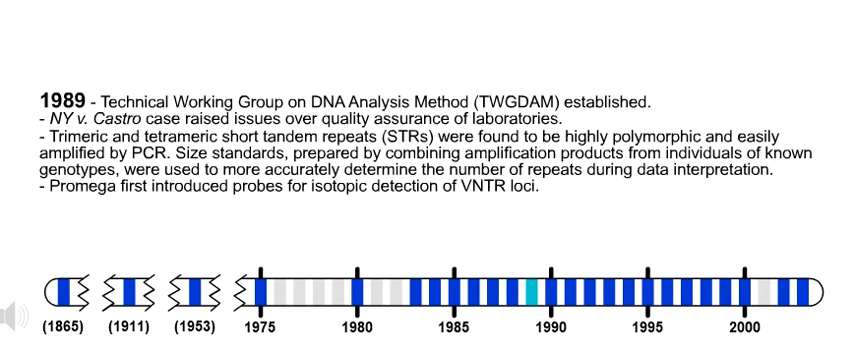 1989 - Technical Working Group on DNA Analysis Method (TWGDAM) established.
- NY v. Castro case raised issues over quality assurance of laboratories.
- Trimeric and tetrameric short tandem repeats (STRs) were found to be highly polymorphic and easily
amplified by PCR. Size standards, prepared by combining amplification products from individuals of known
genotypes, were used to more accurately determine the number of repeats during data interpretation.
- Promega first introduced probes for isotopic detection of VNTR loci.
(1865) (1911) (1953) 1975 1980 1985 1990 1995 2000